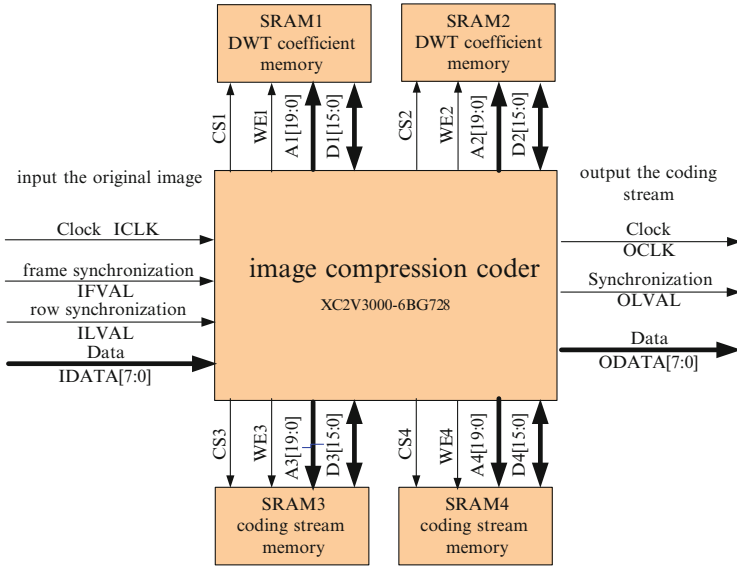 SRAM1
DWT coefficient
memory
SRAM2
DWT coefficient
memory
CS1
WE1
A1[19:0]
D1[15:0]
CS2
WE2
A2[19:0]
D2[15:0]
input the original image
output the coding
stream
Clock ICLK
frame synchronization
IFVAL
row synchronization
ILVAL
Data
IDATA[7:0]
image compression coder
XC2V3000-6BG728
Clock
OCLK
Synchronization
OLVAL
Data
ODATA[7:0]
CS3
WE3
A3[19:0]
D3[15:0]
CS4
WE4
A4[19:0]
D4[15:0]
SRAM3
coding stream
memory
SRAM4
coding stream
memory